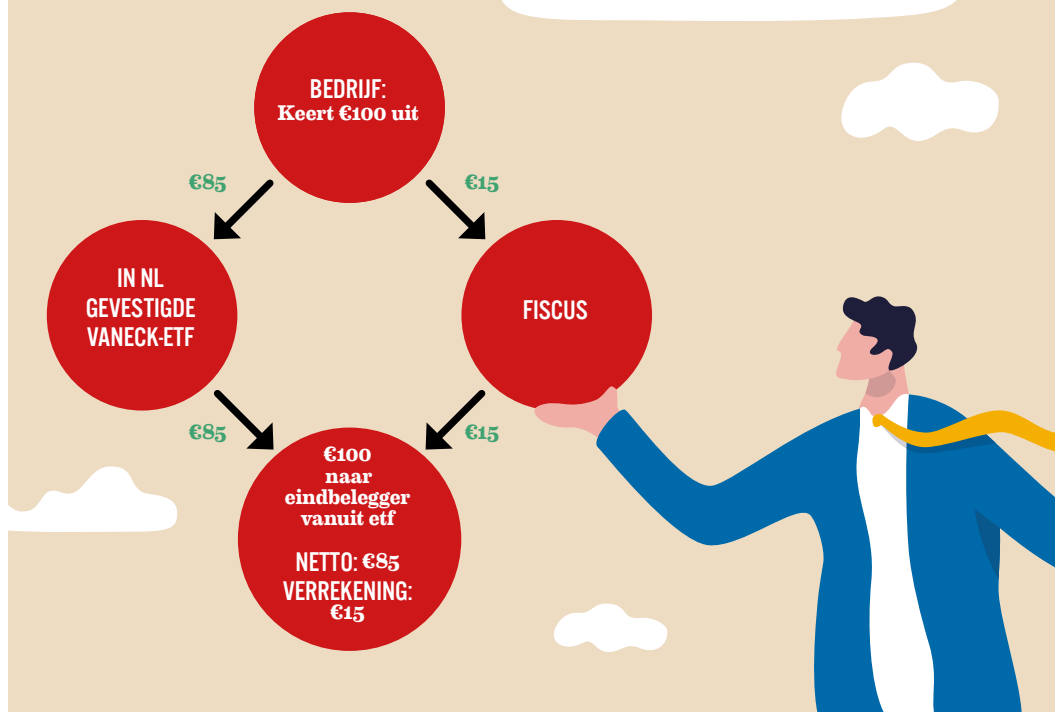 BEDRIJF:
Keert €100 uit
€85
€15
IN NL
GEVESTIGDE
VANECK-ETF
FISCUS
€85
€15
€100
naar
eindbelegger
vanuit etf
NETTO: €85
VERREKENING:
€15